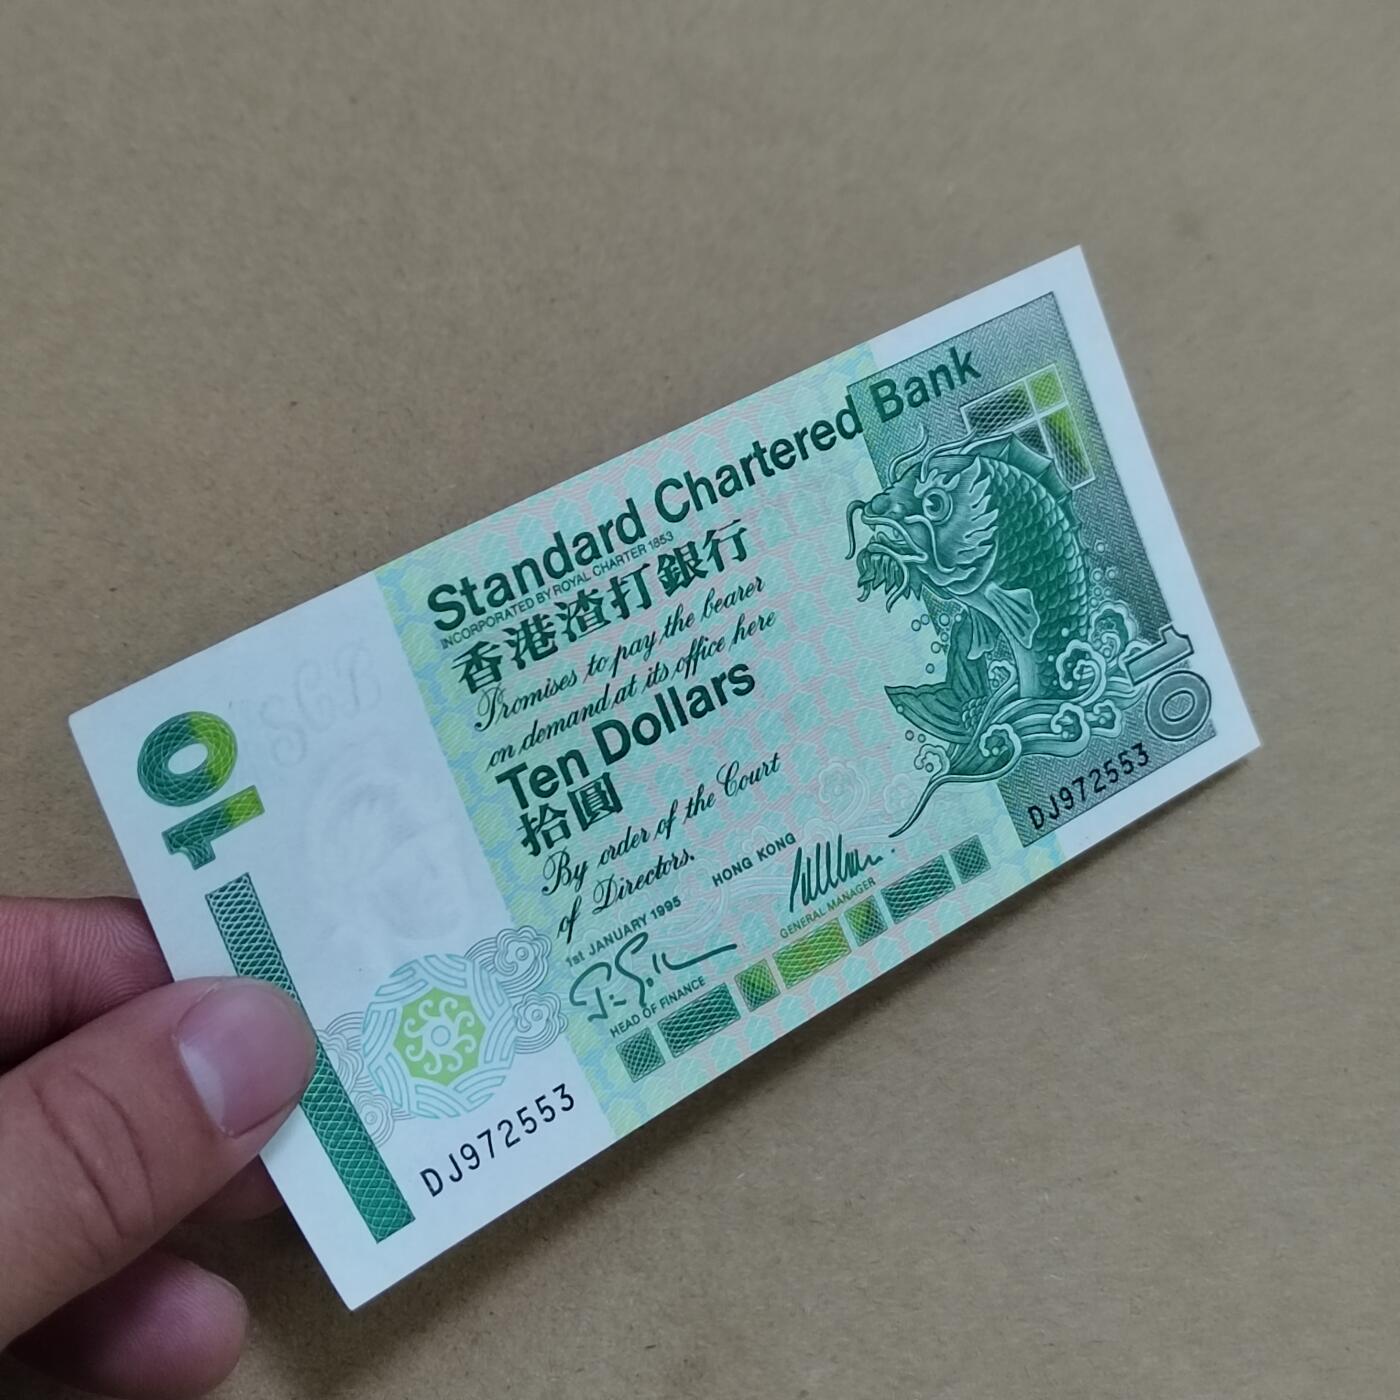 Standard Chartered Bank
INCORPORATED BY ROYAL CHARTER 1853
香港渣打銀行
Promises to pay the bearer
on demand at its office here
Ten Dollars
拾圓
By order of the Court
of Directors.
1st JANUARY 1995 HONG KONG
GENERAL MANAGER
HEAD OF FINANCE
10
SCB
DJ972553
10
DJ972553